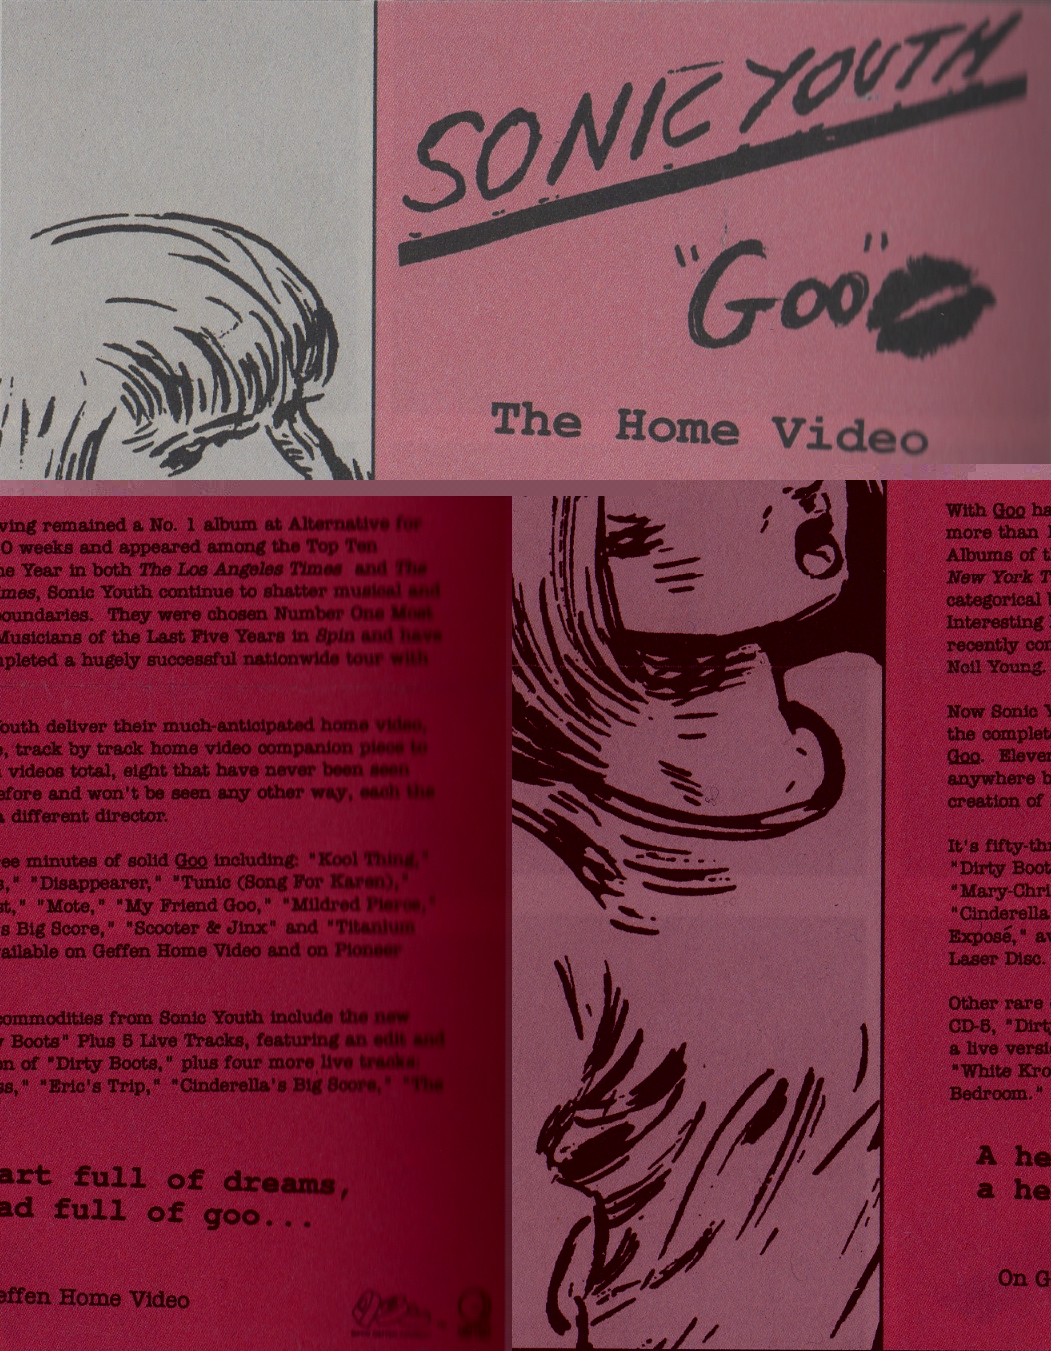 SONIC YOUTH
"Goo"
The Home Video
ving remained a No. 1 album at Alternative for
0 weeks and appeared among the Top Ten
he Year in both The Los Angeles Times and The
imes, Sonic Youth continue to shatter musical and
boundaries. They were chosen Number One Most
Musicians of the Last Five Years in Spin and have
mpleted a hugely successful nationwide tour with
outh deliver their much-anticipated home video,
e, track by track home video companion piece to
n videos total, eight that have never been seen
efore and won't be seen any other way, each the
a different director.
ree minutes of solid Goo including: "Kool Thing,"
s," "Disappearer," "Tunic (Song For Karen),"
st," "Mote," "My Friend Goo," "Mildred Pierce,"
s Big Score," "Scooter & Jinx" and "Titanium
vailable on Geffen Home Video and on Pioneer
commodities from Sonic Youth include the new
y Boots" Plus 5 Live Tracks, featuring an edit and
on of "Dirty Boots," plus four more live tracks:
ss," "Eric's Trip," "Cinderella's Big Score," "The
art full of dreams,
ad full of goo...
effen Home Video
With Goo ha
more than 1
Albums of t
New York T
categorical b
Interesting
recently con
Neil Young.
Now Sonic Y
the complet
Goo. Eleven
anywhere b
creation of
It's fifty-thr
"Dirty Boot
"Mary-Chri
"Cinderella
Exposé," av
Laser Disc.
Other rare
CD-5, "Dirty
a live versi
"White Kro
Bedroom."
A he
a he
On G